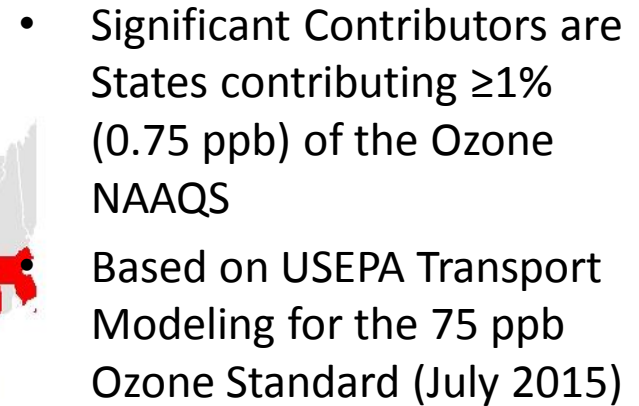 • Significant Contributors are
States contributing ≥1%
(0.75 ppb) of the Ozone
NAAQS
Based on USEPA Transport
Modeling for the 75 ppb
Ozone Standard (July 2015)